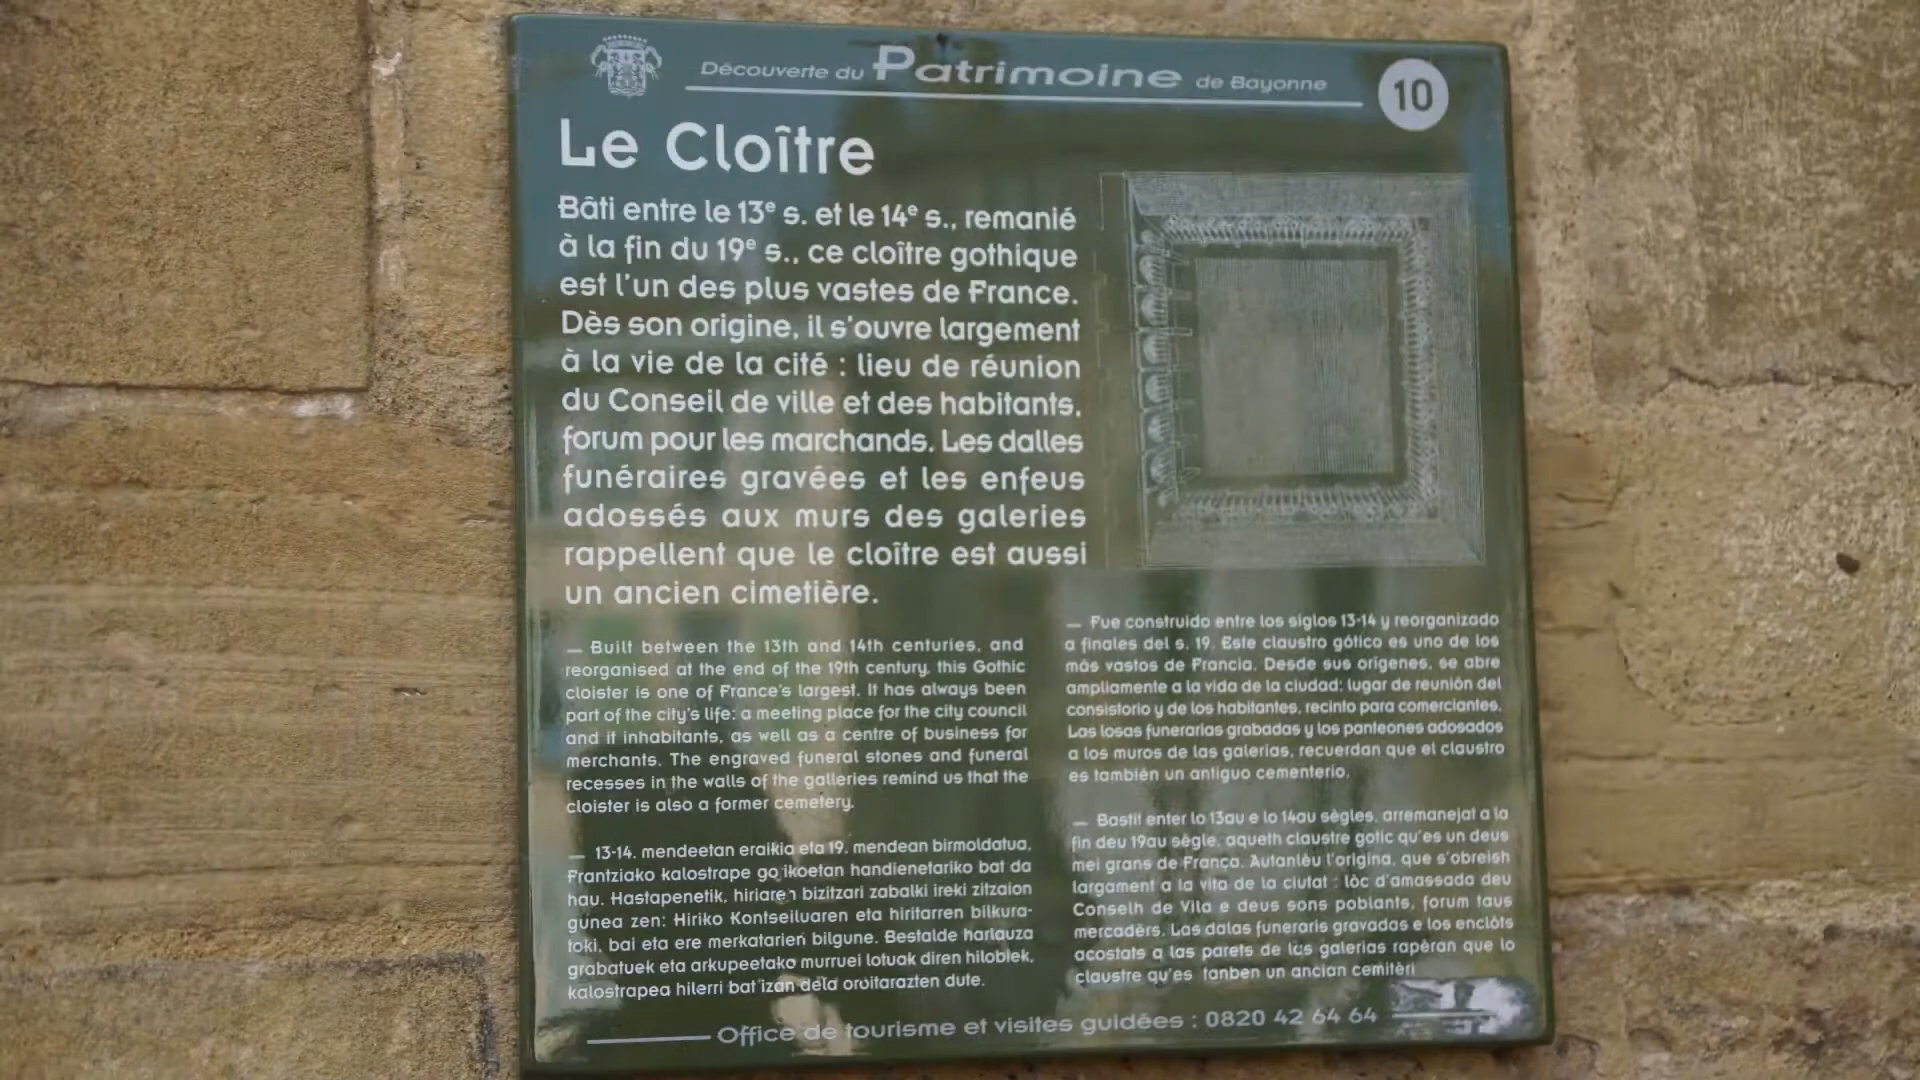 Découverte du Patrimoine de Bayonne
10
Le Cloître
Bâti entre le 13e s. et le 14e s., remanié
à la fin du 19e s., ce cloître gothique
est l'un des plus vastes de France.
Dès son origine, il s'ouvre largement
à la vie de la cité : lieu de réunion
du Conseil de ville et des habitants,
forum pour les marchands. Les dalles
funéraires gravées et les enfeus
adossés aux murs des galeries
rappellent que le cloître est aussi
un ancien cimetière.
— Built between the 13th and 14th centuries, and
reorganised at the end of the 19th century, this Gothic
cloister is one of France's largest. It has always been
part of the city's life: a meeting place for the city council
and it inhabitants, as well as a centre of business for
merchants. The engraved funeral stones and funeral
recesses in the walls of the galleries remind us that the
cloister is also a former cemetery.
— 13-14. mendeetan eraikia eta 19. mendean birmoldatua,
Frantziako kalostrape gotikoetan handienetariko bat da
hau. Hastapenetik, hiriaren bizitzari zabalki ireki zitzaion
gunea zen: Hiriko Kontseiluaren eta hiritarren bilkura-
toki, bai eta ere merkatarien bilgune. Bestalde harlauza
grabatuek eta arkupeetako murruei lotuak diren hilobiek,
kalostrapea hilerri bat izan dela oroitarazten dute.
— Fue construido entre los siglos 13-14 y reorganizado
a finales del s. 19. Este claustro gótico es uno de los
más vastos de Francia. Desde sus orígenes, se abre
ampliamente a la vida de la ciudad: lugar de reunión del
consistorio y de los habitantes, recinto para comerciantes.
Las losas funerarias grabadas y los panteones adosados
a los muros de las galerias, recuerdan que el claustro
es también un antiguo cementerio.
— Bastit enter lo 13au e lo 14au sègles, arremanejat a la
fin deu 19au sègle, aqueth claustre gotic qu'es un deus
mei grans de França. Autanlèu l'origina, que s'obreish
largament a la vita de la ciutat : lòc d'amassada deu
Conselh de Vila e deus sons poblants, forum taus
mercadèrs. Las dalas funeraris gravadas e los enclòts
acostats a las parets de las galerias rapèran que lo
claustre qu'es tanben un ancian cemitèri
Office de tourisme et visites guidées : 0820 42 64 64